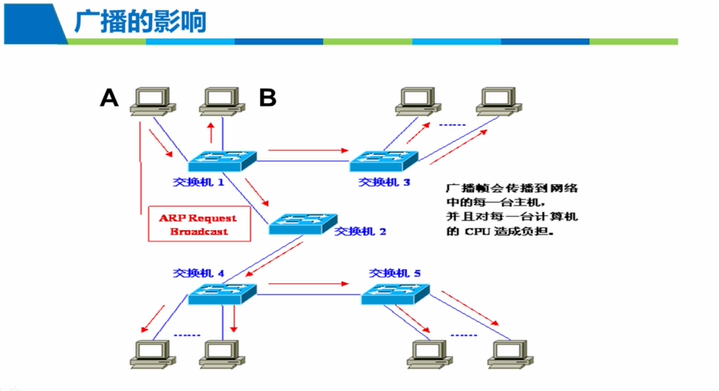 广播的影响
A
B
交换机 1
交换机 3
广播帧会传播到网络
中的每一台主机，
并且对每一台计算机
的 CPU 造成负担。
ARP Request
Broadcast
交换机 2
交换机 4
交换机 5